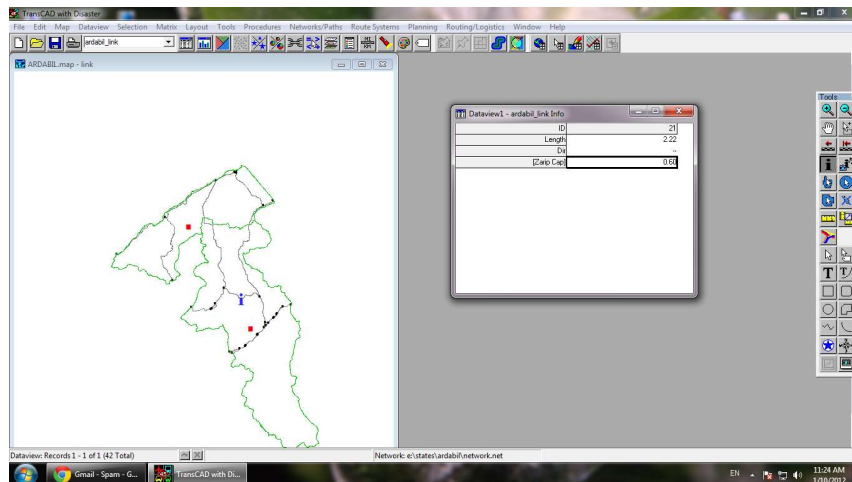 TransCAD with Disaster
File Edit Map Dataview Selection Matrix Layout Tools Procedures Networks/Paths Route Systems Planning Routing/Logistics Window Help
ardabil_link
ARDABIL.map - link
Dataview1 - ardabil_link Info
ID 21
Length 2.22
Dir --
[Zarip Cap] 0.60
Tools
Dataview: Records 1 - 1 of 1 (42 Total)
Network: e:\states\ardabil\network.net
Gmail - Spam - G...
TransCAD with Di...
EN
11:24 AM
1/10/2012